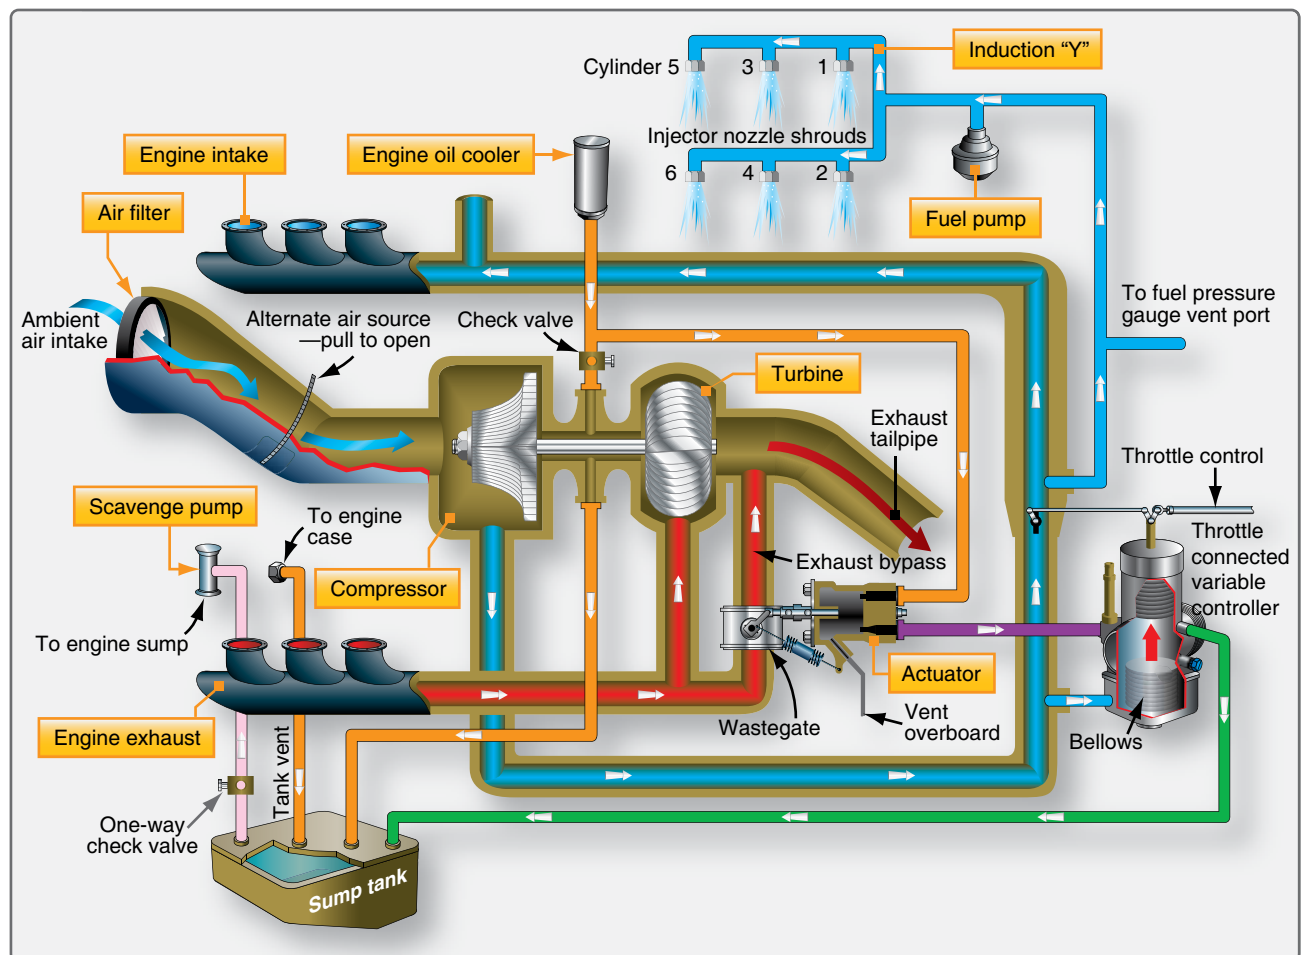 Induction “Y”
Cylinder 5
3
1
Injector nozzle shrouds
6
4
2
Fuel pump
Engine intake
Engine oil cooler
Air filter
Ambient
air intake
Alternate air source
—pull to open
Check valve
Turbine
To fuel pressure
gauge vent port
Exhaust
tailpipe
Throttle control
Throttle
connected
variable
controller
Scavenge pump
To engine
case
Compressor
Exhaust bypass
To engine sump
Actuator
Engine exhaust
Wastegate
Vent
overboard
Bellows
Tank vent
One-way
check valve
Sump tank